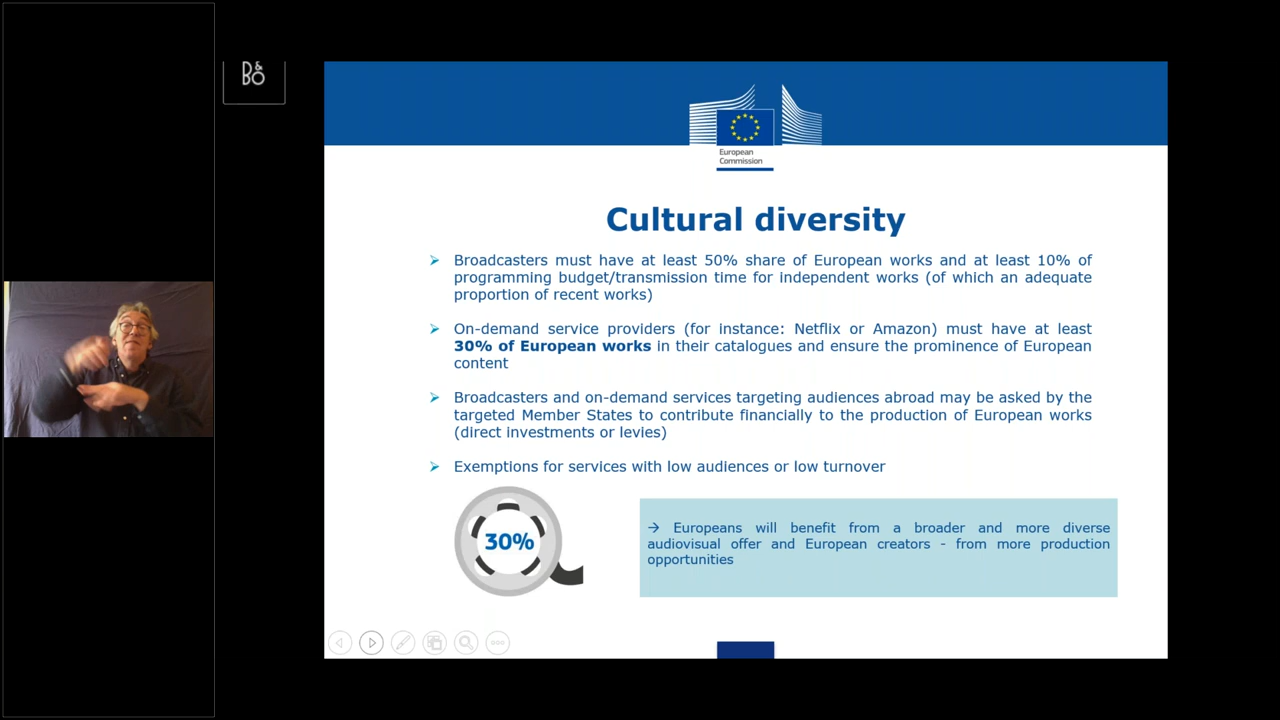 B&
BO
European
Commission
Cultural diversity
➢ Broadcasters must have at least 50% share of European works and at least 10% of
programming budget/transmission time for independent works (of which an adequate
proportion of recent works)
➢ On-demand service providers (for instance: Netflix or Amazon) must have at least
30% of European works in their catalogues and ensure the prominence of European
content
➢ Broadcasters and on-demand services targeting audiences abroad may be asked by the
targeted Member States to contribute financially to the production of European works
(direct investments or levies)
➢ Exemptions for services with low audiences or low turnover
30%
→ Europeans will benefit from a broader and more diverse
audiovisual offer and European creators - from more production
opportunities